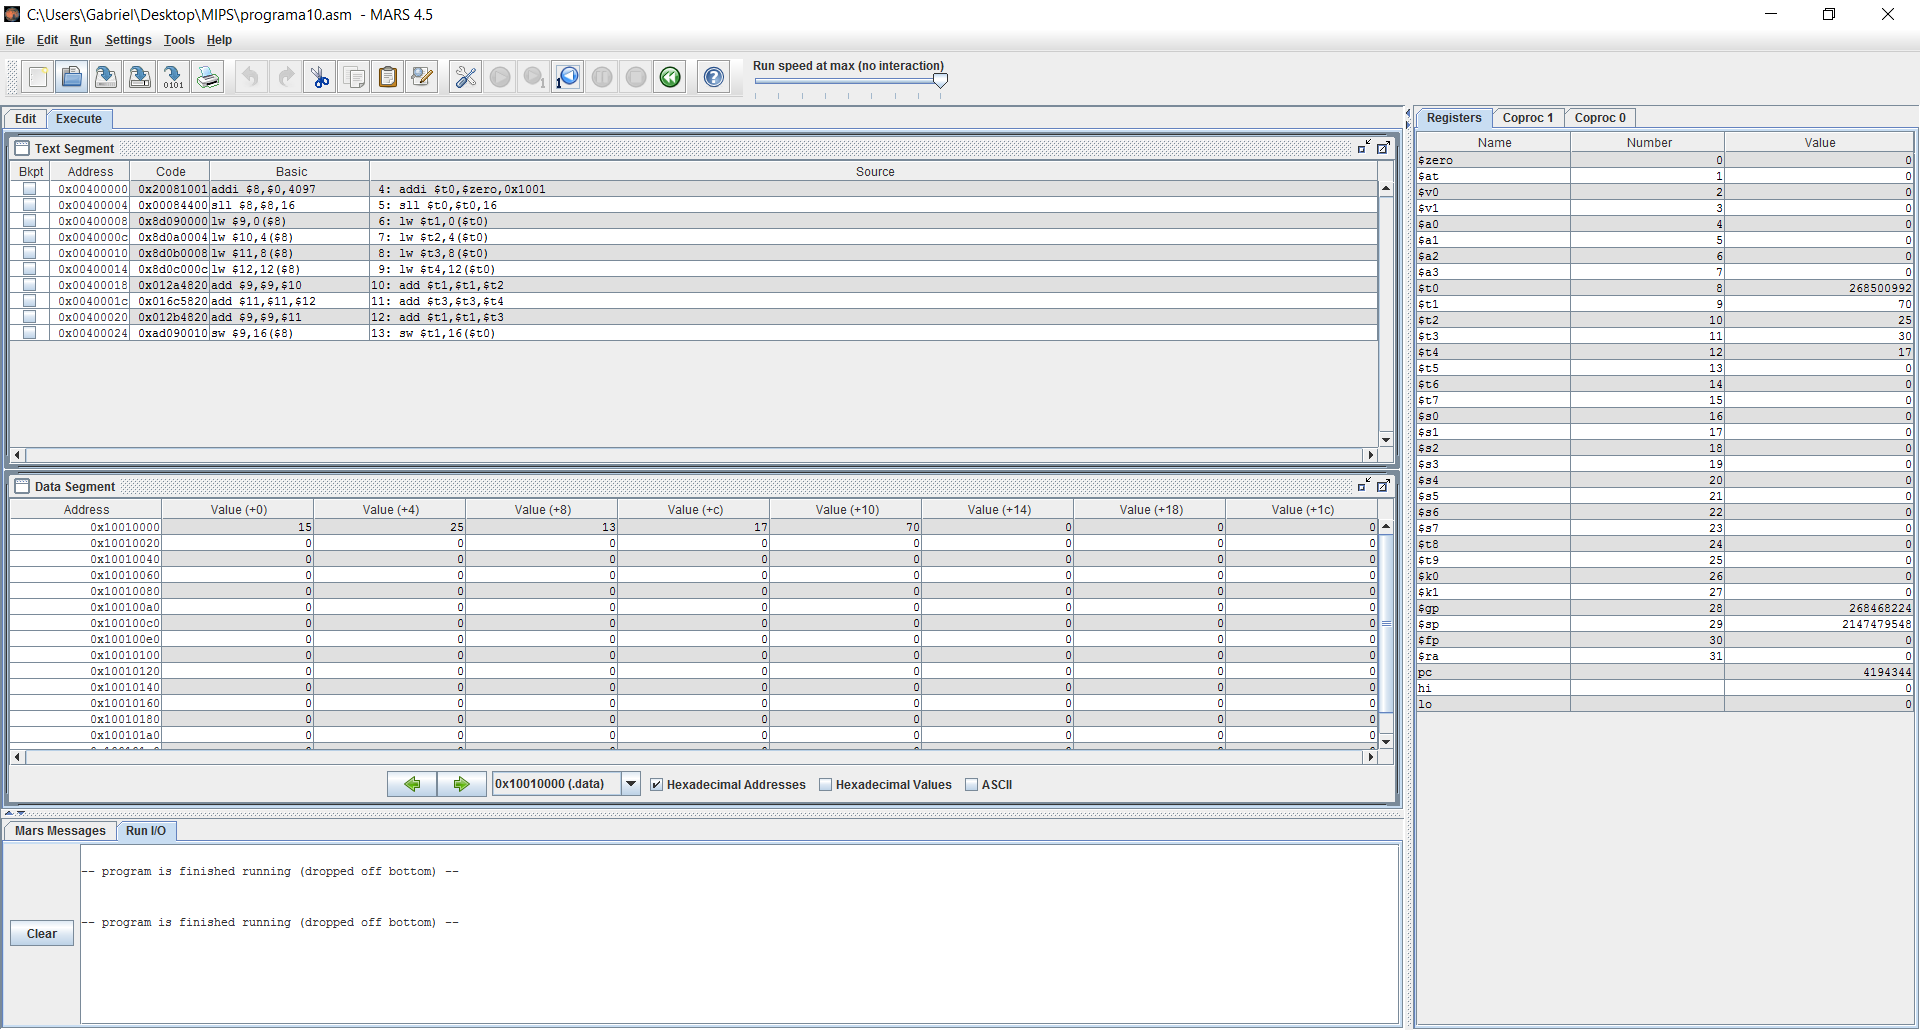 C:\Users\Gabriel\Desktop\MIPS\programa10.asm - MARS 4.5
File Edit Run Settings Tools Help
Run speed at max (no interaction)
Edit Execute
Text Segment
Bkpt Address Code Basic Source
0x00400000 0x20081001 addi $8,$0,4097 4: addi $t0,$zero,0x1001
0x00400004 0x00084400 sll $8,$8,16 5: sll $t0,$t0,16
0x00400008 0x8d090000 lw $9,0($8) 6: lw $t1,0($t0)
0x0040000c 0x8d0a0004 lw $10,4($8) 7: lw $t2,4($t0)
0x00400010 0x8d0b0008 lw $11,8($8) 8: lw $t3,8($t0)
0x00400014 0x8d0c000c lw $12,12($8) 9: lw $t4,12($t0)
0x00400018 0x012a4820 add $9,$9,$10 10: add $t1,$t1,$t2
0x0040001c 0x016c5820 add $11,$11,$12 11: add $t3,$t3,$t4
0x00400020 0x012b4820 add $9,$9,$11 12: add $t1,$t1,$t3
0x00400024 0xad090010 sw $9,16($8) 13: sw $t1,16($t0)
Data Segment
Address Value (+0) Value (+4) Value (+8) Value (+c) Value (+10) Value (+14) Value (+18) Value (+1c)
0x10010000 15 25 13 17 70 0 0 0
0x10010020 0 0 0 0 0 0 0 0
0x10010040 0 0 0 0 0 0 0 0
0x10010060 0 0 0 0 0 0 0 0
0x10010080 0 0 0 0 0 0 0 0
0x100100a0 0 0 0 0 0 0 0 0
0x100100c0 0 0 0 0 0 0 0 0
0x100100e0 0 0 0 0 0 0 0 0
0x10010100 0 0 0 0 0 0 0 0
0x10010120 0 0 0 0 0 0 0 0
0x10010140 0 0 0 0 0 0 0 0
0x10010160 0 0 0 0 0 0 0 0
0x10010180 0 0 0 0 0 0 0 0
0x100101a0 0 0 0 0 0 0 0 0
0x10010000 (.data) Hexadecimal Addresses Hexadecimal Values ASCII
Mars Messages Run I/O
-- program is finished running (dropped off bottom) --
-- program is finished running (dropped off bottom) --
Clear
Registers Coproc 1 Coproc 0
Name Number Value
$zero 0 0
$at 1 0
$v0 2 0
$v1 3 0
$a0 4 0
$a1 5 0
$a2 6 0
$a3 7 0
$t0 8 268500992
$t1 9 70
$t2 10 25
$t3 11 30
$t4 12 17
$t5 13 0
$t6 14 0
$t7 15 0
$s0 16 0
$s1 17 0
$s2 18 0
$s3 19 0
$s4 20 0
$s5 21 0
$s6 22 0
$s7 23 0
$t8 24 0
$t9 25 0
$k0 26 0
$k1 27 0
$gp 28 268468224
$sp 29 2147479548
$fp 30 0
$ra 31 0
pc 4194344
hi 0
lo 0